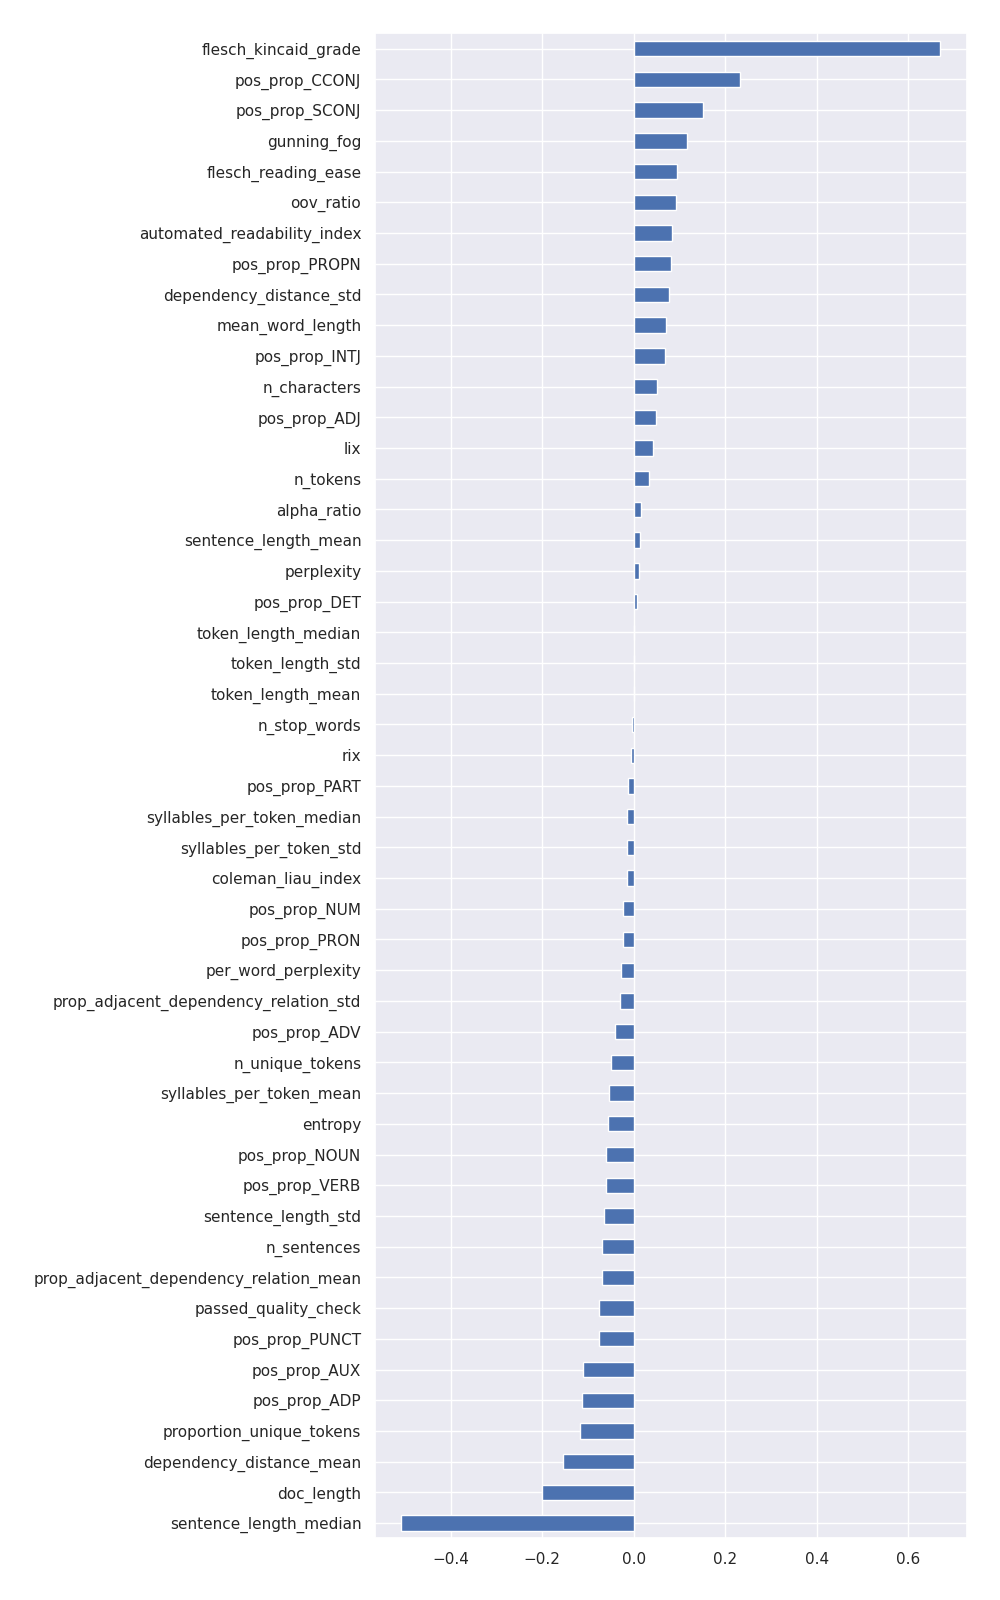 flesch_kincaid_grade
pos_prop_CCONJ
pos_prop_SCONJ
gunning_fog
flesch_reading_ease
oov_ratio
automated_readability_index
pos_prop_PROPN
dependency_distance_std
mean_word_length
pos_prop_INTJ
n_characters
pos_prop_ADJ
lix
n_tokens
alpha_ratio
sentence_length_mean
perplexity
pos_prop_DET
token_length_median
token_length_std
token_length_mean
n_stop_words
rix
pos_prop_PART
syllables_per_token_median
syllables_per_token_std
coleman_liau_index
pos_prop_NUM
pos_prop_PRON
per_word_perplexity
prop_adjacent_dependency_relation_std
pos_prop_ADV
n_unique_tokens
syllables_per_token_mean
entropy
pos_prop_NOUN
pos_prop_VERB
sentence_length_std
n_sentences
prop_adjacent_dependency_relation_mean
passed_quality_check
pos_prop_PUNCT
pos_prop_AUX
pos_prop_ADP
proportion_unique_tokens
dependency_distance_mean
doc_length
sentence_length_median
−0.4 −0.2 0.0 0.2 0.4 0.6